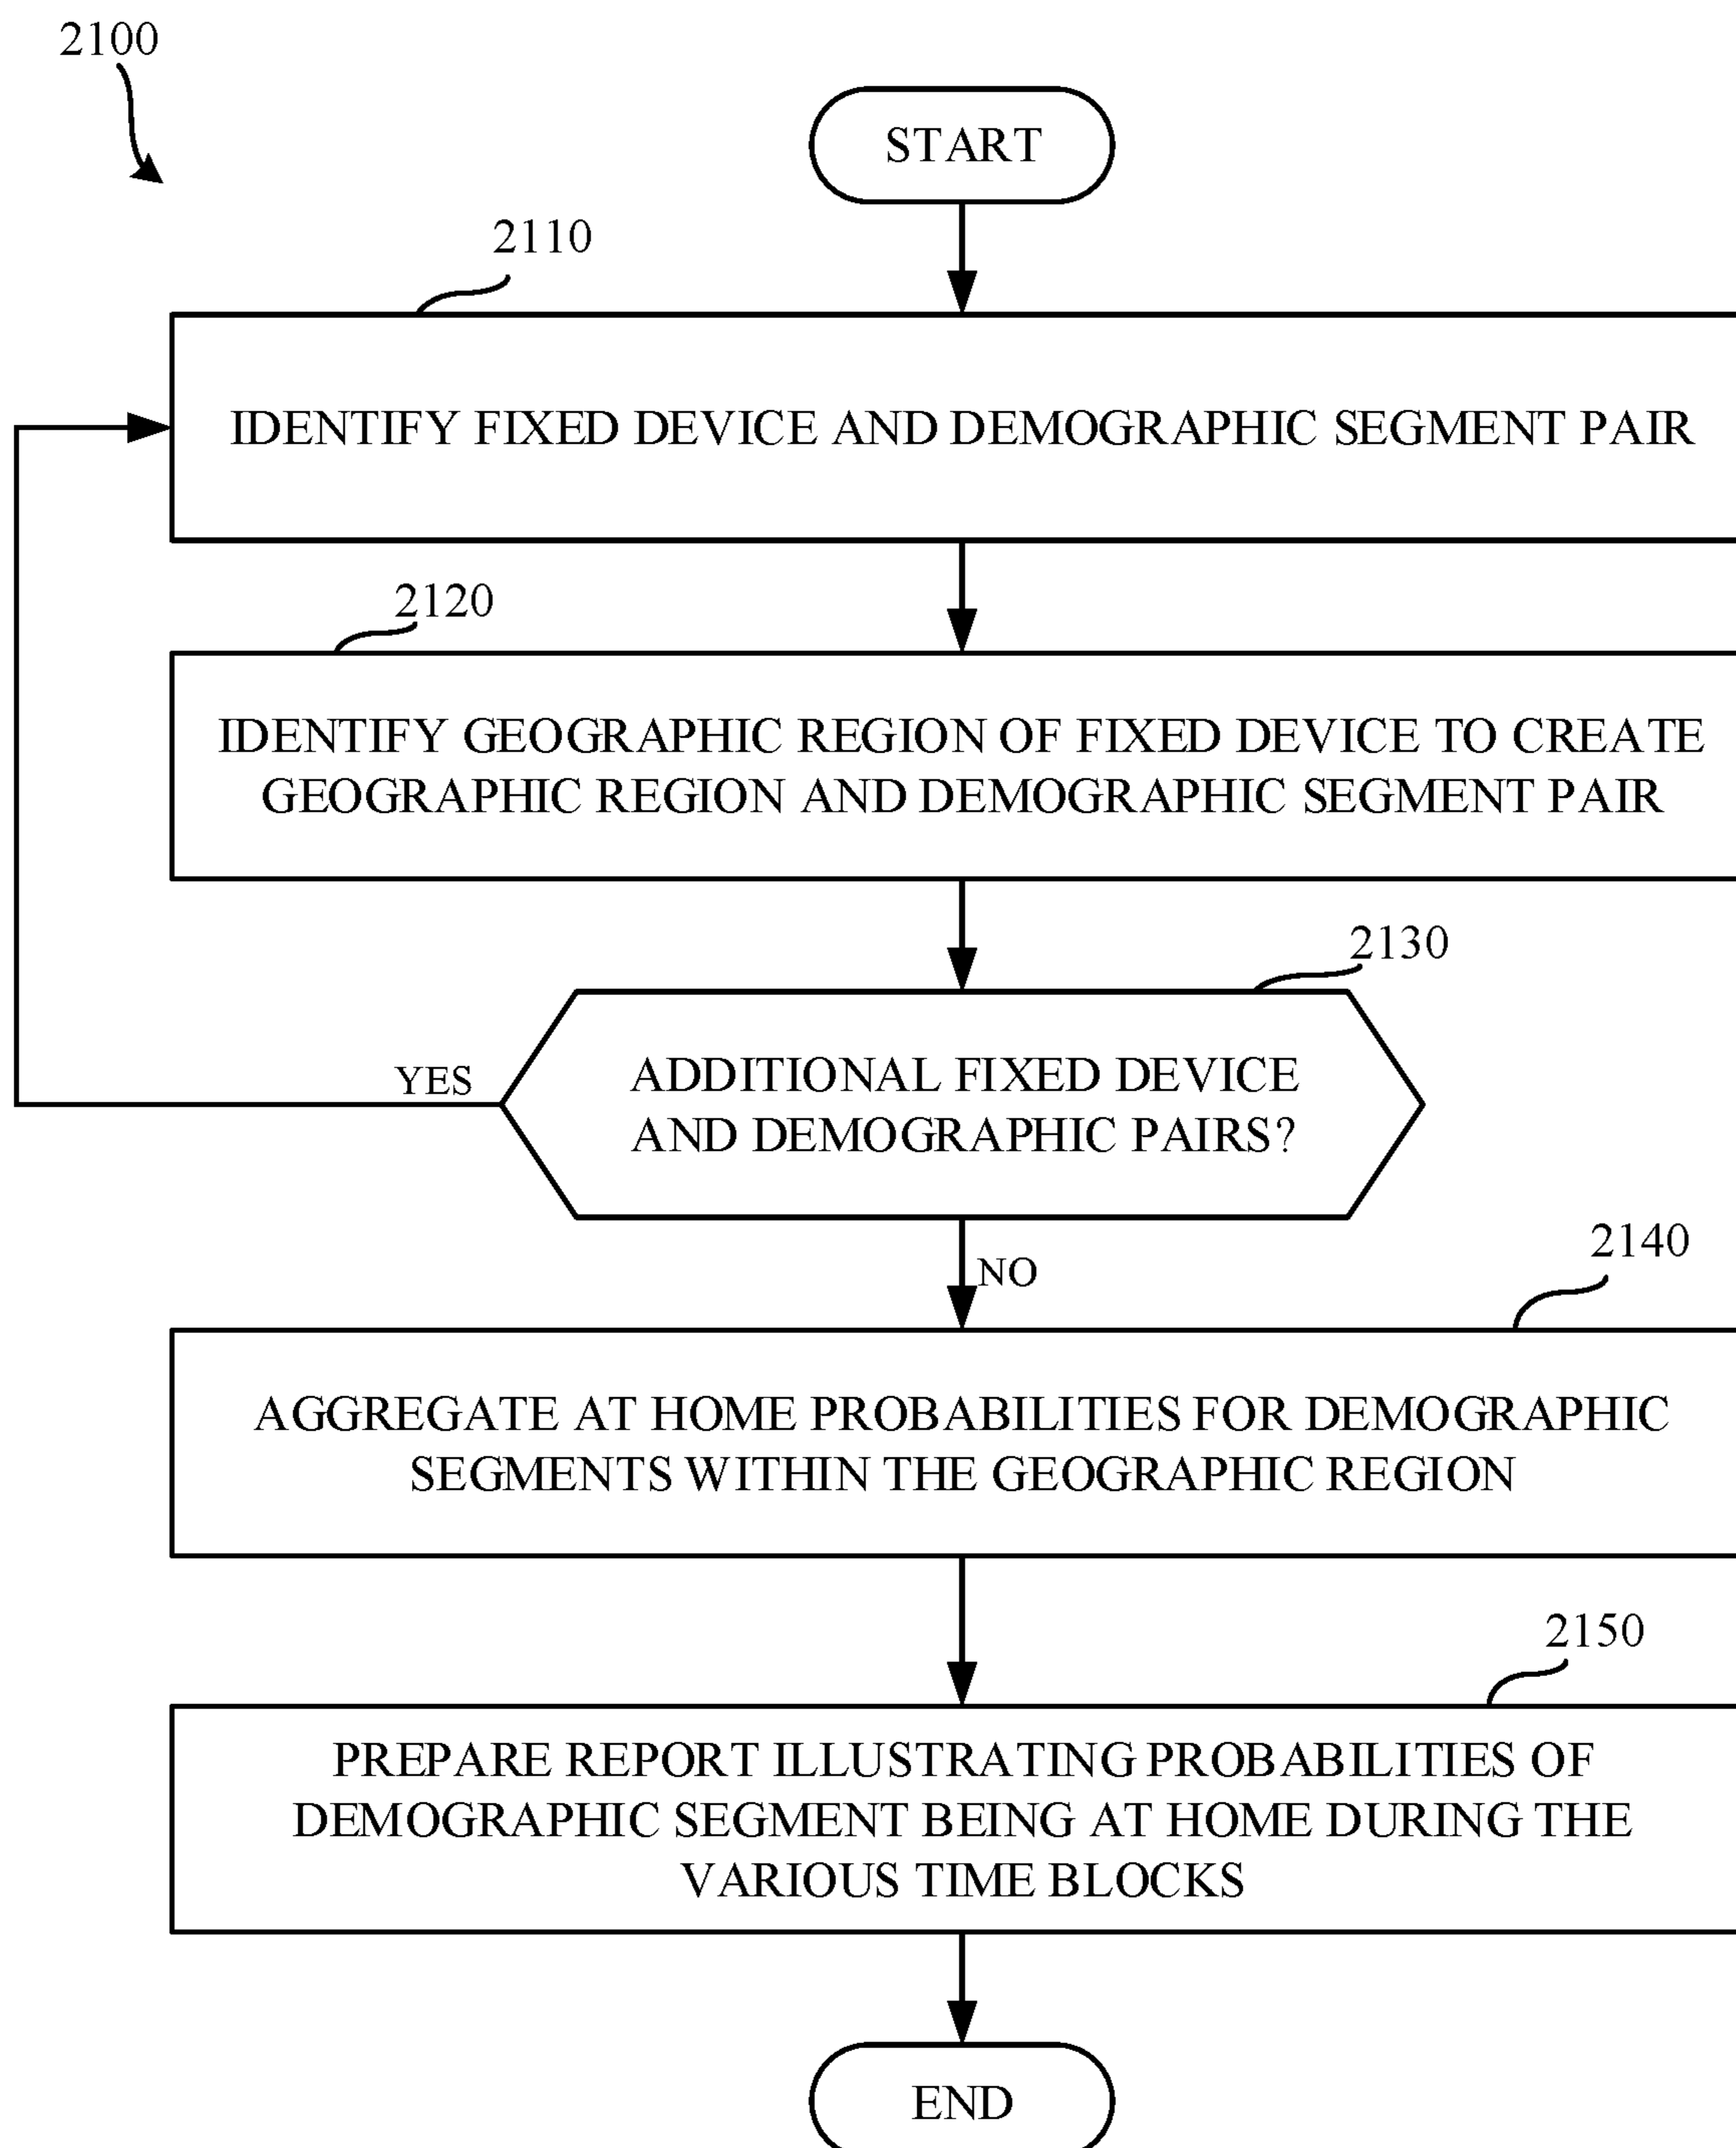 2100
START
2110
IDENTIFY FIXED DEVICE AND DEMOGRAPHIC SEGMENT PAIR
2120
IDENTIFY GEOGRAPHIC REGION OF FIXED DEVICE TO CREATE
GEOGRAPHIC REGION AND DEMOGRAPHIC SEGMENT PAIR
2130
ADDITIONAL FIXED DEVICE
AND DEMOGRAPHIC PAIRS?
YES
NO
2140
AGGREGATE AT HOME PROBABILITIES FOR DEMOGRAPHIC
SEGMENTS WITHIN THE GEOGRAPHIC REGION
2150
PREPARE REPORT ILLUSTRATING PROBABILITIES OF
DEMOGRAPHIC SEGMENT BEING AT HOME DURING THE
VARIOUS TIME BLOCKS
END